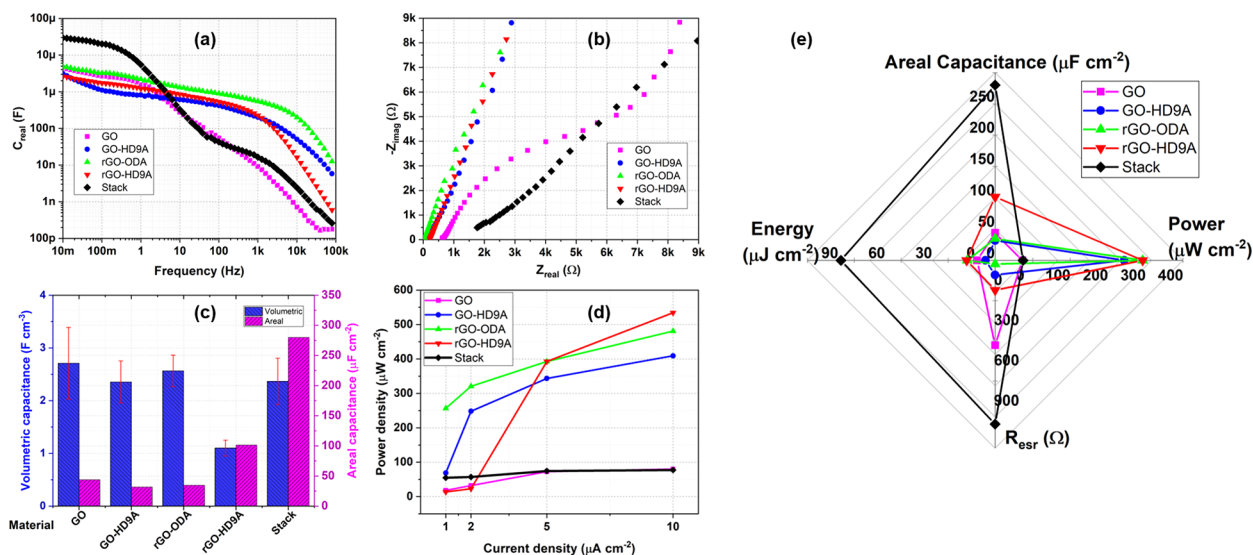 (a)
C_real (F)
100μ
10μ
1μ
100n
10n
1n
100p
GO
GO-HD9A
rGO-ODA
rGO-HD9A
Stack
10m 100m 1 10 100 1k 10k 100k
Frequency (Hz)
(b)
-Z_imag (Ω)
9k
8k
7k
6k
5k
4k
3k
2k
1k
0
GO
GO-HD9A
rGO-ODA
rGO-HD9A
Stack
0 1k 2k 3k 4k 5k 6k 7k 8k 9k
Z_real (Ω)
(c)
Volumetric
Areal
Volumetric capacitance (F cm⁻³)
4
3
2
1
0
Areal capacitance (μF cm⁻²)
350
300
250
200
150
100
50
0
Material
GO
GO-HD9A
rGO-ODA
rGO-HD9A
Stack
(d)
Power density (μW cm⁻²)
600
500
400
300
200
100
0
GO
GO-HD9A
rGO-ODA
rGO-HD9A
Stack
1 2 5 10
Current density (μA cm⁻²)
(e)
Areal Capacitance (μF cm⁻²)
250
200
150
100
50
0
GO
GO-HD9A
rGO-ODA
rGO-HD9A
Stack
Energy
(μJ cm⁻²)
90 60 30 0
Power
(μW cm⁻²)
0 100 200 300 400
0
300
600
900
R_esr (Ω)